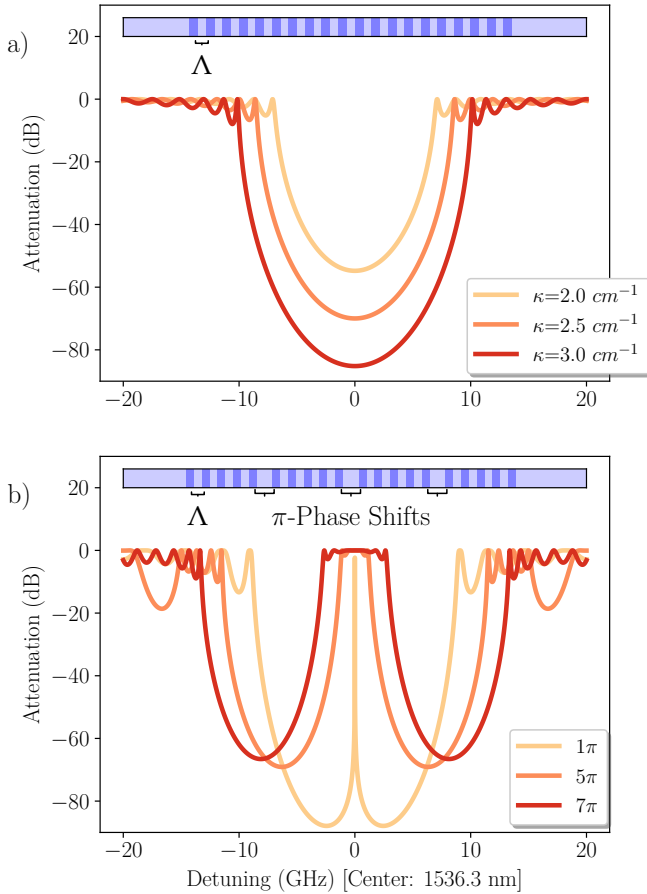 a)
Λ
20
0
−20
−40
−60
−80
Attenuation (dB)
κ=2.0 cm⁻¹
κ=2.5 cm⁻¹
κ=3.0 cm⁻¹
−20 −10 0 10 20
b)
Λ π-Phase Shifts
20
0
−20
−40
−60
−80
Attenuation (dB)
1π
5π
7π
−20 −10 0 10 20
Detuning (GHz) [Center: 1536.3 nm]